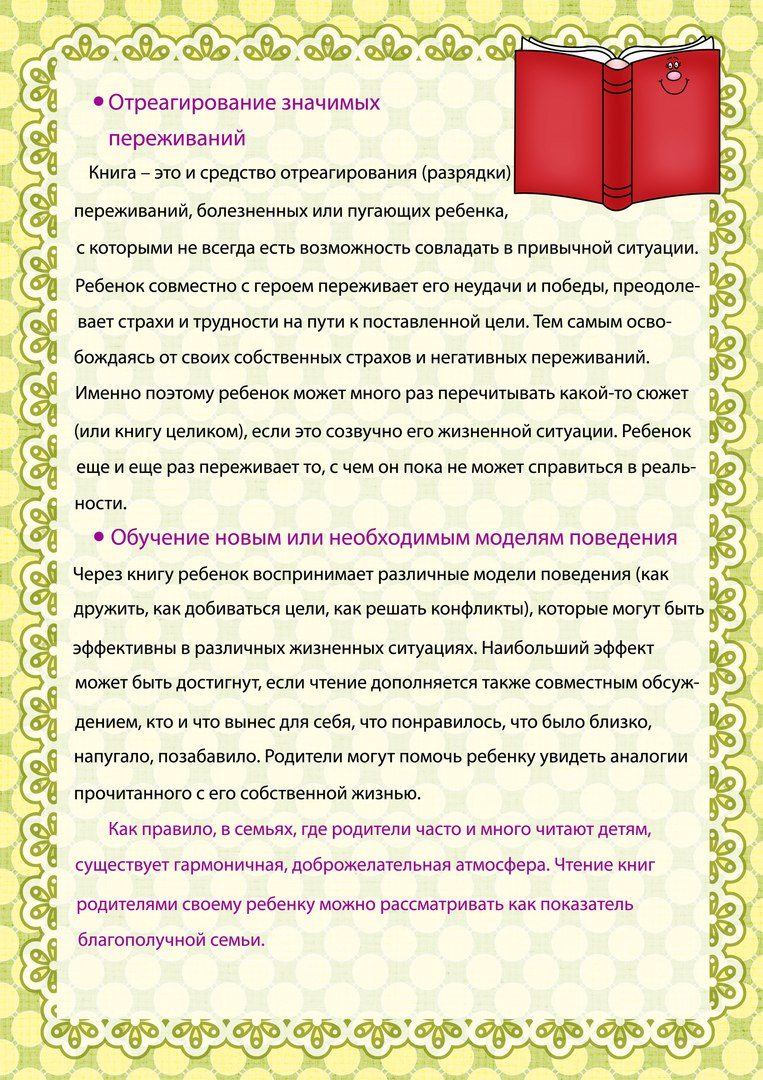 • Отреагирование значимых
переживаний
Книга – это и средство отреагирования (разрядки)
переживаний, болезненных или пугающих ребенка,
с которыми не всегда есть возможность совладать в привычной ситуации.
Ребенок совместно с героем переживает его неудачи и победы, преодоле-
вает страхи и трудности на пути к поставленной цели. Тем самым осво-
бождаясь от своих собственных страхов и негативных переживаний.
Именно поэтому ребенок может много раз перечитывать какой-то сюжет
(или книгу целиком), если это созвучно его жизненной ситуации. Ребенок
еще и еще раз переживает то, с чем он пока не может справиться в реаль-
ности.
• Обучение новым или необходимым моделям поведения
Через книгу ребенок воспринимает различные модели поведения (как
дружить, как добиваться цели, как решать конфликты), которые могут быть
эффективны в различных жизненных ситуациях. Наибольший эффект
может быть достигнут, если чтение дополняется также совместным обсуж-
дением, кто и что вынес для себя, что понравилось, что было близко,
напугало, позабавило. Родители могут помочь ребенку увидеть аналогии
прочитанного с его собственной жизнью.
Как правило, в семьях, где родители часто и много читают детям,
существует гармоничная, доброжелательная атмосфера. Чтение книг
родителями своему ребенку можно рассматривать как показатель
благополучной семьи.